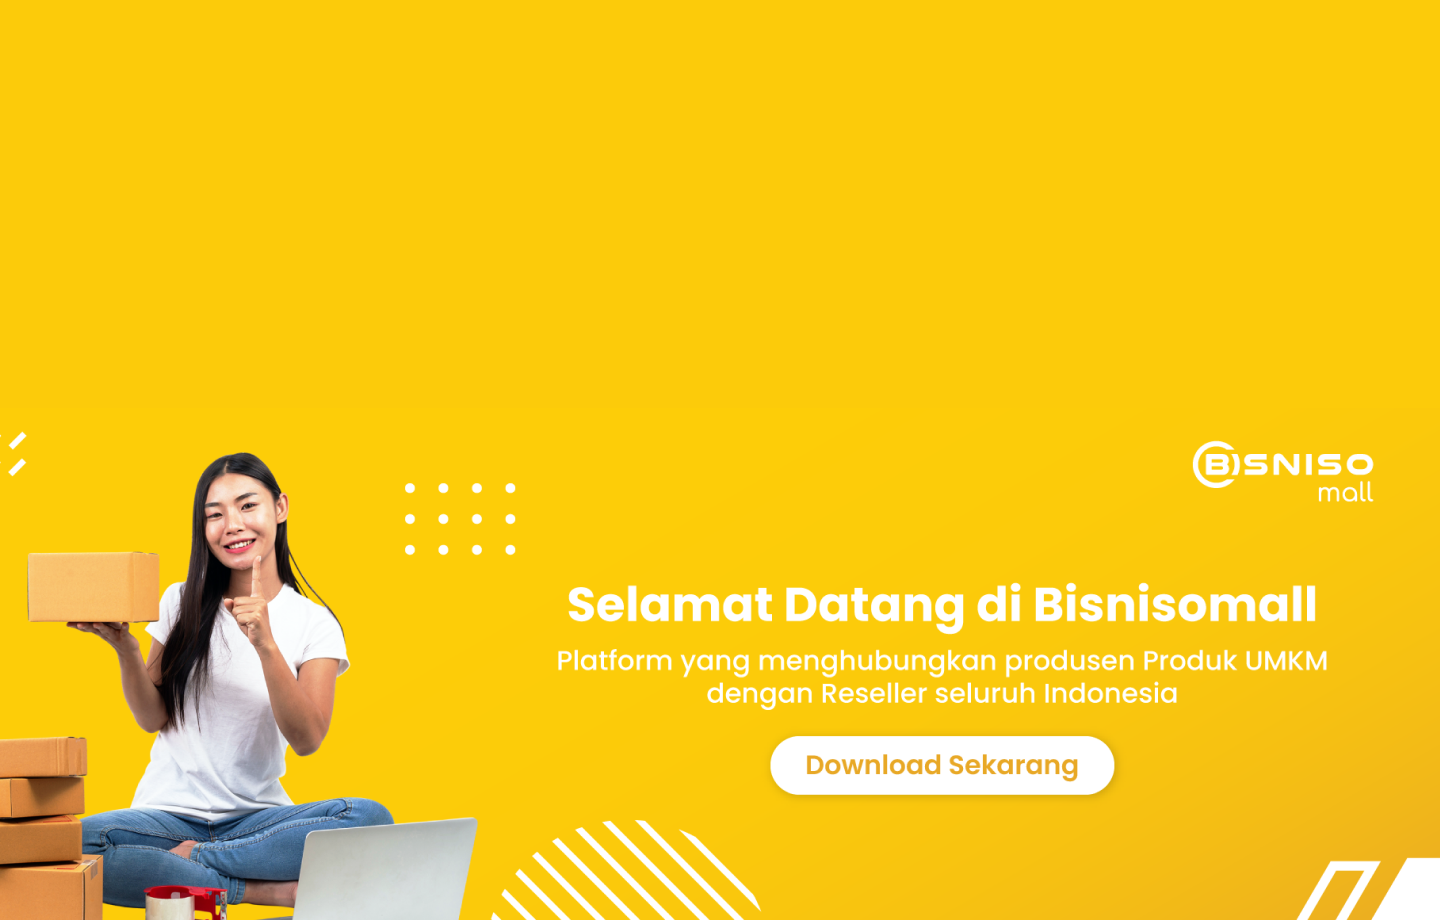 BISNISO
mall
Selamat Datang di Bisnisomall
Platform yang menghubungkan produsen Produk UMKM
dengan Reseller seluruh Indonesia
Download Sekarang